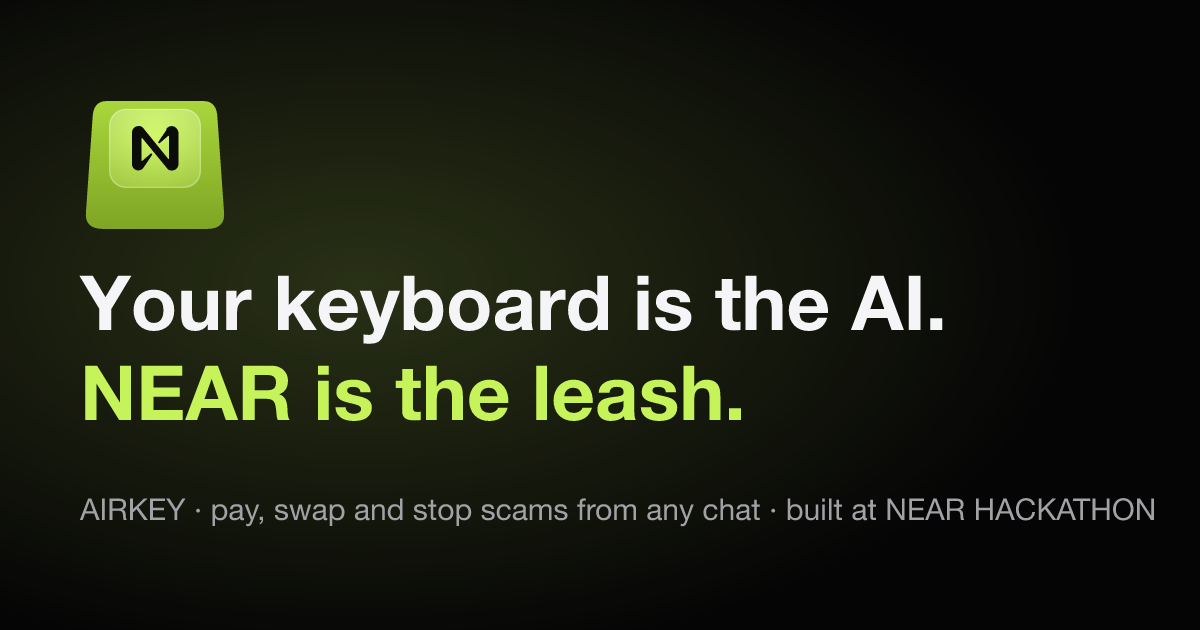 Your keyboard is the AI.
NEAR is the leash.
AIRKEY · pay, swap and stop scams from any chat · built at NEAR HACKATHON